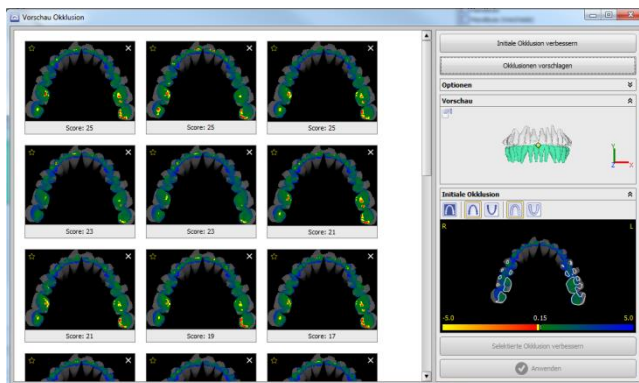 Vorschau Okklusion
Score: 25
Score: 25
Score: 25
Score: 23
Score: 23
Score: 21
Score: 21
Score: 19
Score: 17
Initiale Okklusion verbessern
Okklusionen vorschlagen
Optionen
Vorschau
Y
Z
X
Initiale Okklusion
R
L
-5.0
0.15
5.0
Selektierte Okklusion verbessern
Anwenden